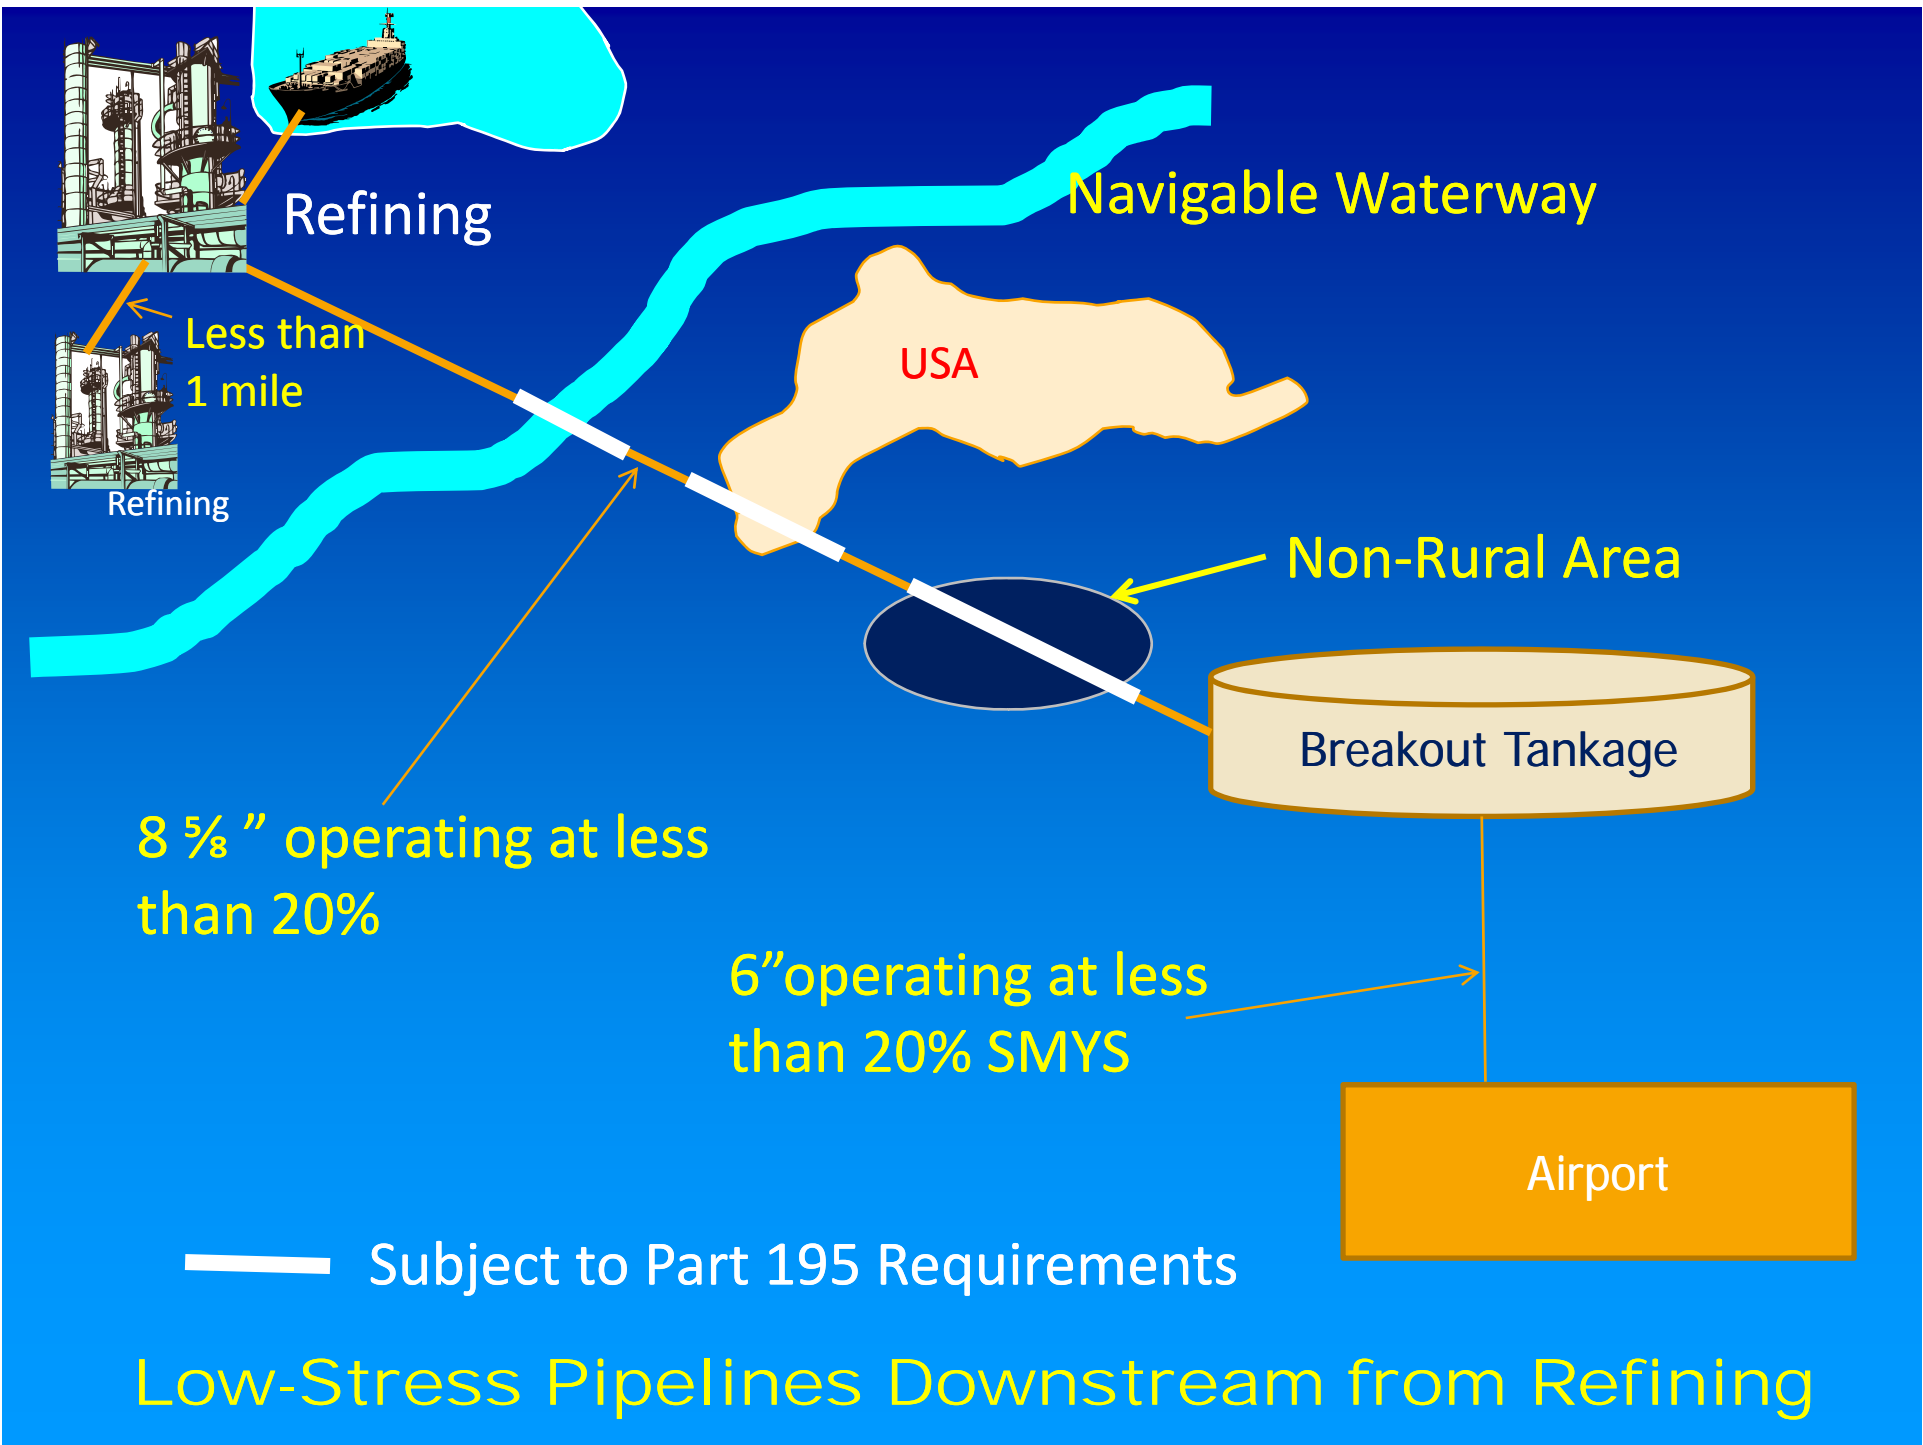 Refining
Navigable Waterway
Less than
1 mile
USA
Refining
Non-Rural Area
Breakout Tankage
8 ⅝ ” operating at less
than 20%
6”operating at less
than 20% SMYS
Airport
Subject to Part 195 Requirements
Low-Stress Pipelines Downstream from Refining